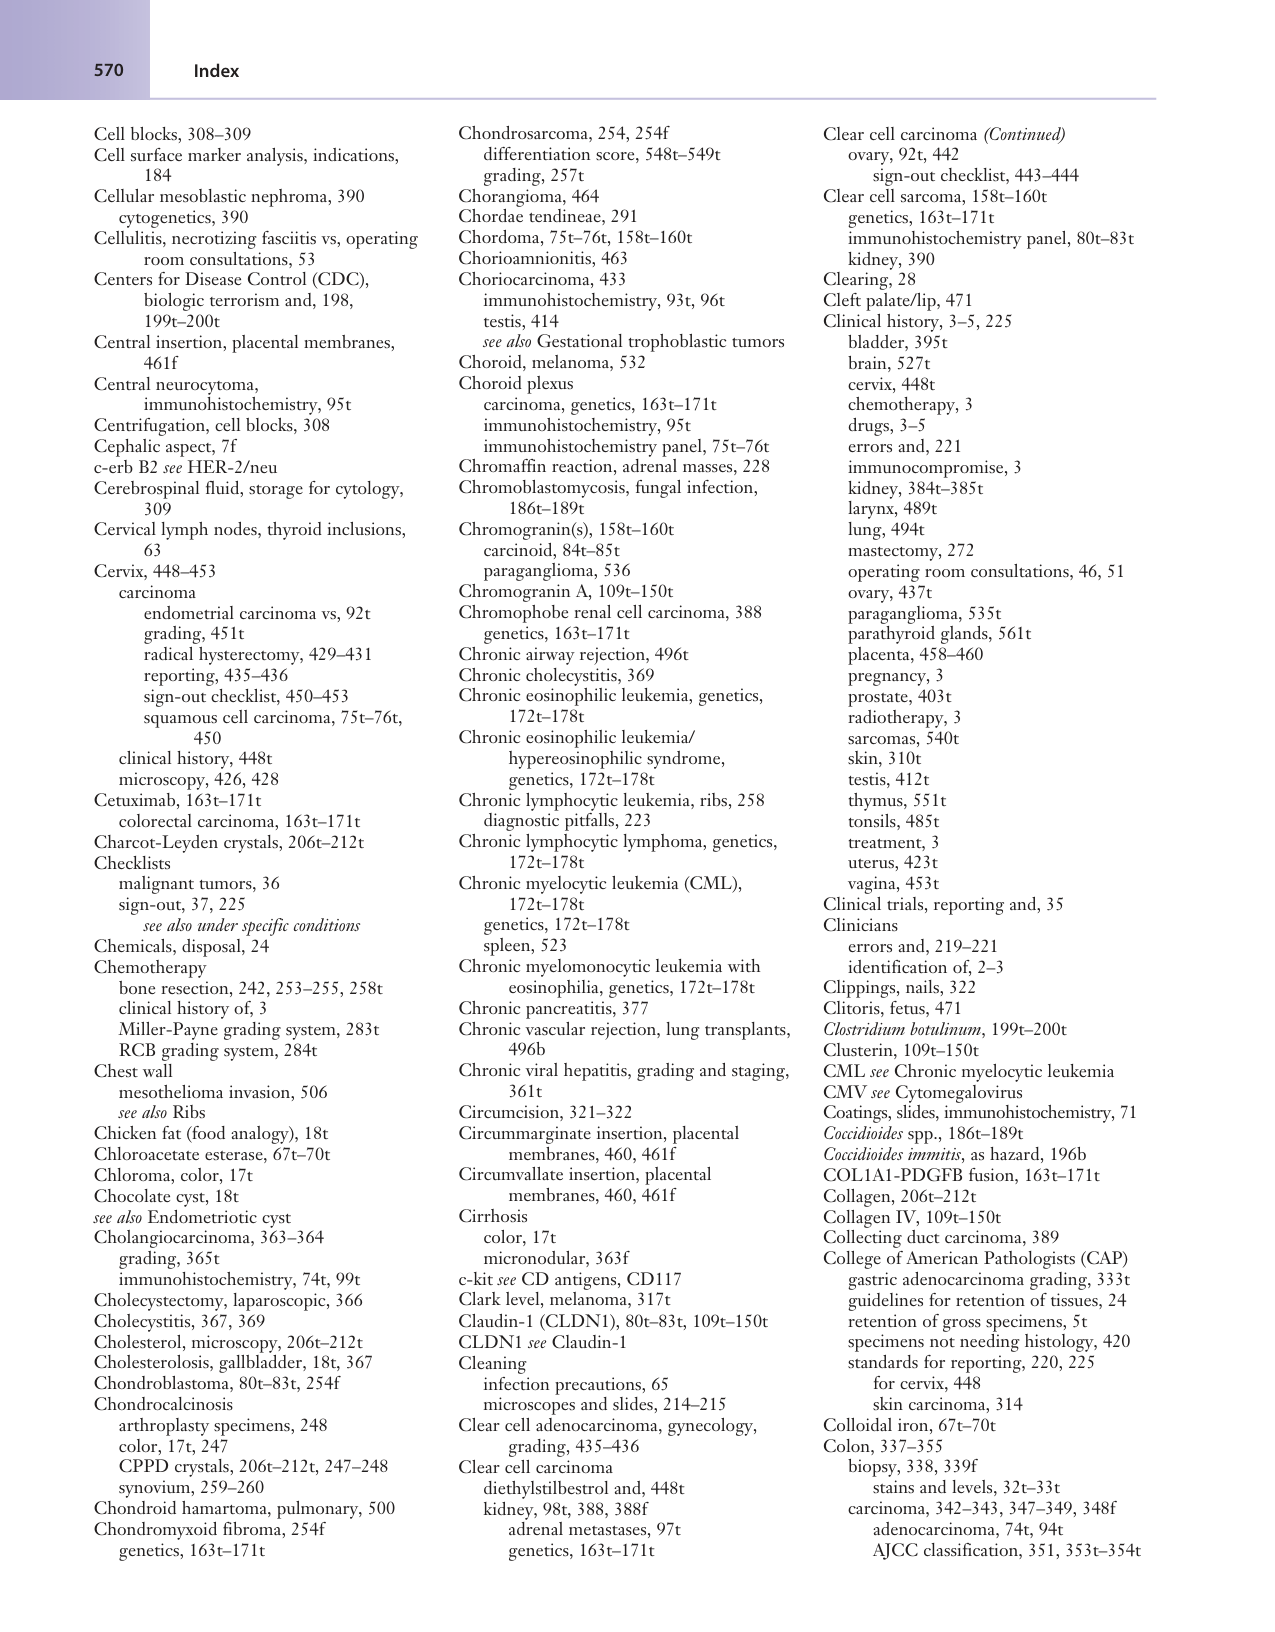 570
Index
Cell blocks, 308–309
Cell surface marker analysis, indications,
184
Cellular mesoblastic nephroma, 390
cytogenetics, 390
Cellulitis, necrotizing fasciitis vs, operating
room consultations, 53
Centers for Disease Control (CDC),
biologic terrorism and, 198,
199t–200t
Central insertion, placental membranes,
461f
Central neurocytoma,
immunohistochemistry, 95t
Centrifugation, cell blocks, 308
Cephalic aspect, 7f
c-erb B2 see HER-2/neu
Cerebrospinal fluid, storage for cytology,
309
Cervical lymph nodes, thyroid inclusions,
63
Cervix, 448–453
carcinoma
endometrial carcinoma vs, 92t
grading, 451t
radical hysterectomy, 429–431
reporting, 435–436
sign-out checklist, 450–453
squamous cell carcinoma, 75t–76t,
450
clinical history, 448t
microscopy, 426, 428
Cetuximab, 163t–171t
colorectal carcinoma, 163t–171t
Charcot-Leyden crystals, 206t–212t
Checklists
malignant tumors, 36
sign-out, 37, 225
see also under specific conditions
Chemicals, disposal, 24
Chemotherapy
bone resection, 242, 253–255, 258t
clinical history of, 3
Miller-Payne grading system, 283t
RCB grading system, 284t
Chest wall
mesothelioma invasion, 506
see also Ribs
Chicken fat (food analogy), 18t
Chloroacetate esterase, 67t–70t
Chloroma, color, 17t
Chocolate cyst, 18t
see also Endometriotic cyst
Cholangiocarcinoma, 363–364
grading, 365t
immunohistochemistry, 74t, 99t
Cholecystectomy, laparoscopic, 366
Cholecystitis, 367, 369
Cholesterol, microscopy, 206t–212t
Cholesterolosis, gallbladder, 18t, 367
Chondroblastoma, 80t–83t, 254f
Chondrocalcinosis
arthroplasty specimens, 248
color, 17t, 247
CPPD crystals, 206t–212t, 247–248
synovium, 259–260
Chondroid hamartoma, pulmonary, 500
Chondromyxoid fibroma, 254f
genetics, 163t–171t
Chondrosarcoma, 254, 254f
differentiation score, 548t–549t
grading, 257t
Chorangioma, 464
Chordae tendineae, 291
Chordoma, 75t–76t, 158t–160t
Chorioamnionitis, 463
Choriocarcinoma, 433
immunohistochemistry, 93t, 96t
testis, 414
see also Gestational trophoblastic tumors
Choroid, melanoma, 532
Choroid plexus
carcinoma, genetics, 163t–171t
immunohistochemistry, 95t
immunohistochemistry panel, 75t–76t
Chromaffin reaction, adrenal masses, 228
Chromoblastomycosis, fungal infection,
186t–189t
Chromogranin(s), 158t–160t
carcinoid, 84t–85t
paraganglioma, 536
Chromogranin A, 109t–150t
Chromophobe renal cell carcinoma, 388
genetics, 163t–171t
Chronic airway rejection, 496t
Chronic cholecystitis, 369
Chronic eosinophilic leukemia, genetics,
172t–178t
Chronic eosinophilic leukemia/
hypereosinophilic syndrome,
genetics, 172t–178t
Chronic lymphocytic leukemia, ribs, 258
diagnostic pitfalls, 223
Chronic lymphocytic lymphoma, genetics,
172t–178t
Chronic myelocytic leukemia (CML),
172t–178t
genetics, 172t–178t
spleen, 523
Chronic myelomonocytic leukemia with
eosinophilia, genetics, 172t–178t
Chronic pancreatitis, 377
Chronic vascular rejection, lung transplants,
496b
Chronic viral hepatitis, grading and staging,
361t
Circumcision, 321–322
Circummarginate insertion, placental
membranes, 460, 461f
Circumvallate insertion, placental
membranes, 460, 461f
Cirrhosis
color, 17t
micronodular, 363f
c-kit see CD antigens, CD117
Clark level, melanoma, 317t
Claudin-1 (CLDN1), 80t–83t, 109t–150t
CLDN1 see Claudin-1
Cleaning
infection precautions, 65
microscopes and slides, 214–215
Clear cell adenocarcinoma, gynecology,
grading, 435–436
Clear cell carcinoma
diethylstilbestrol and, 448t
kidney, 98t, 388, 388f
adrenal metastases, 97t
genetics, 163t–171t
Clear cell carcinoma (Continued)
ovary, 92t, 442
sign-out checklist, 443–444
Clear cell sarcoma, 158t–160t
genetics, 163t–171t
immunohistochemistry panel, 80t–83t
kidney, 390
Clearing, 28
Cleft palate/lip, 471
Clinical history, 3–5, 225
bladder, 395t
brain, 527t
cervix, 448t
chemotherapy, 3
drugs, 3–5
errors and, 221
immunocompromise, 3
kidney, 384t–385t
larynx, 489t
lung, 494t
mastectomy, 272
operating room consultations, 46, 51
ovary, 437t
paraganglioma, 535t
parathyroid glands, 561t
placenta, 458–460
pregnancy, 3
prostate, 403t
radiotherapy, 3
sarcomas, 540t
skin, 310t
testis, 412t
thymus, 551t
tonsils, 485t
treatment, 3
uterus, 423t
vagina, 453t
Clinical trials, reporting and, 35
Clinicians
errors and, 219–221
identification of, 2–3
Clippings, nails, 322
Clitoris, fetus, 471
Clostridium botulinum, 199t–200t
Clusterin, 109t–150t
CML see Chronic myelocytic leukemia
CMV see Cytomegalovirus
Coatings, slides, immunohistochemistry, 71
Coccidioides spp., 186t–189t
Coccidioides immitis, as hazard, 196b
COL1A1-PDGFB fusion, 163t–171t
Collagen, 206t–212t
Collagen IV, 109t–150t
Collecting duct carcinoma, 389
College of American Pathologists (CAP)
gastric adenocarcinoma grading, 333t
guidelines for retention of tissues, 24
retention of gross specimens, 5t
specimens not needing histology, 420
standards for reporting, 220, 225
for cervix, 448
skin carcinoma, 314
Colloidal iron, 67t–70t
Colon, 337–355
biopsy, 338, 339f
stains and levels, 32t–33t
carcinoma, 342–343, 347–349, 348f
adenocarcinoma, 74t, 94t
AJCC classification, 351, 353t–354t